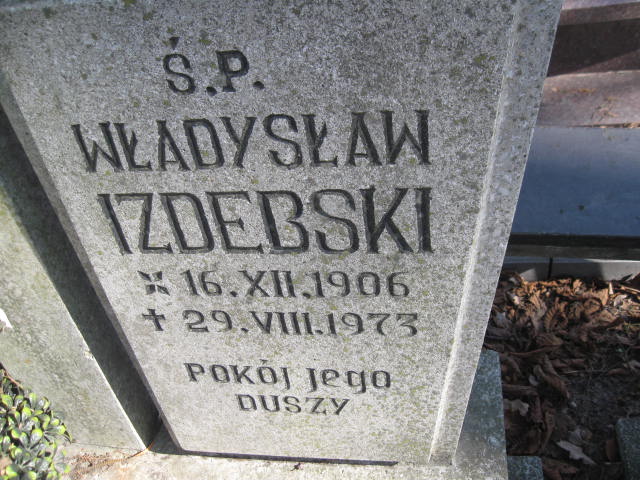 Ś.P.
WŁADYSŁAW
IZDEBSKI
16.XII.1906
29.VIII.1973
POKÓJ JEGO
DUSZY